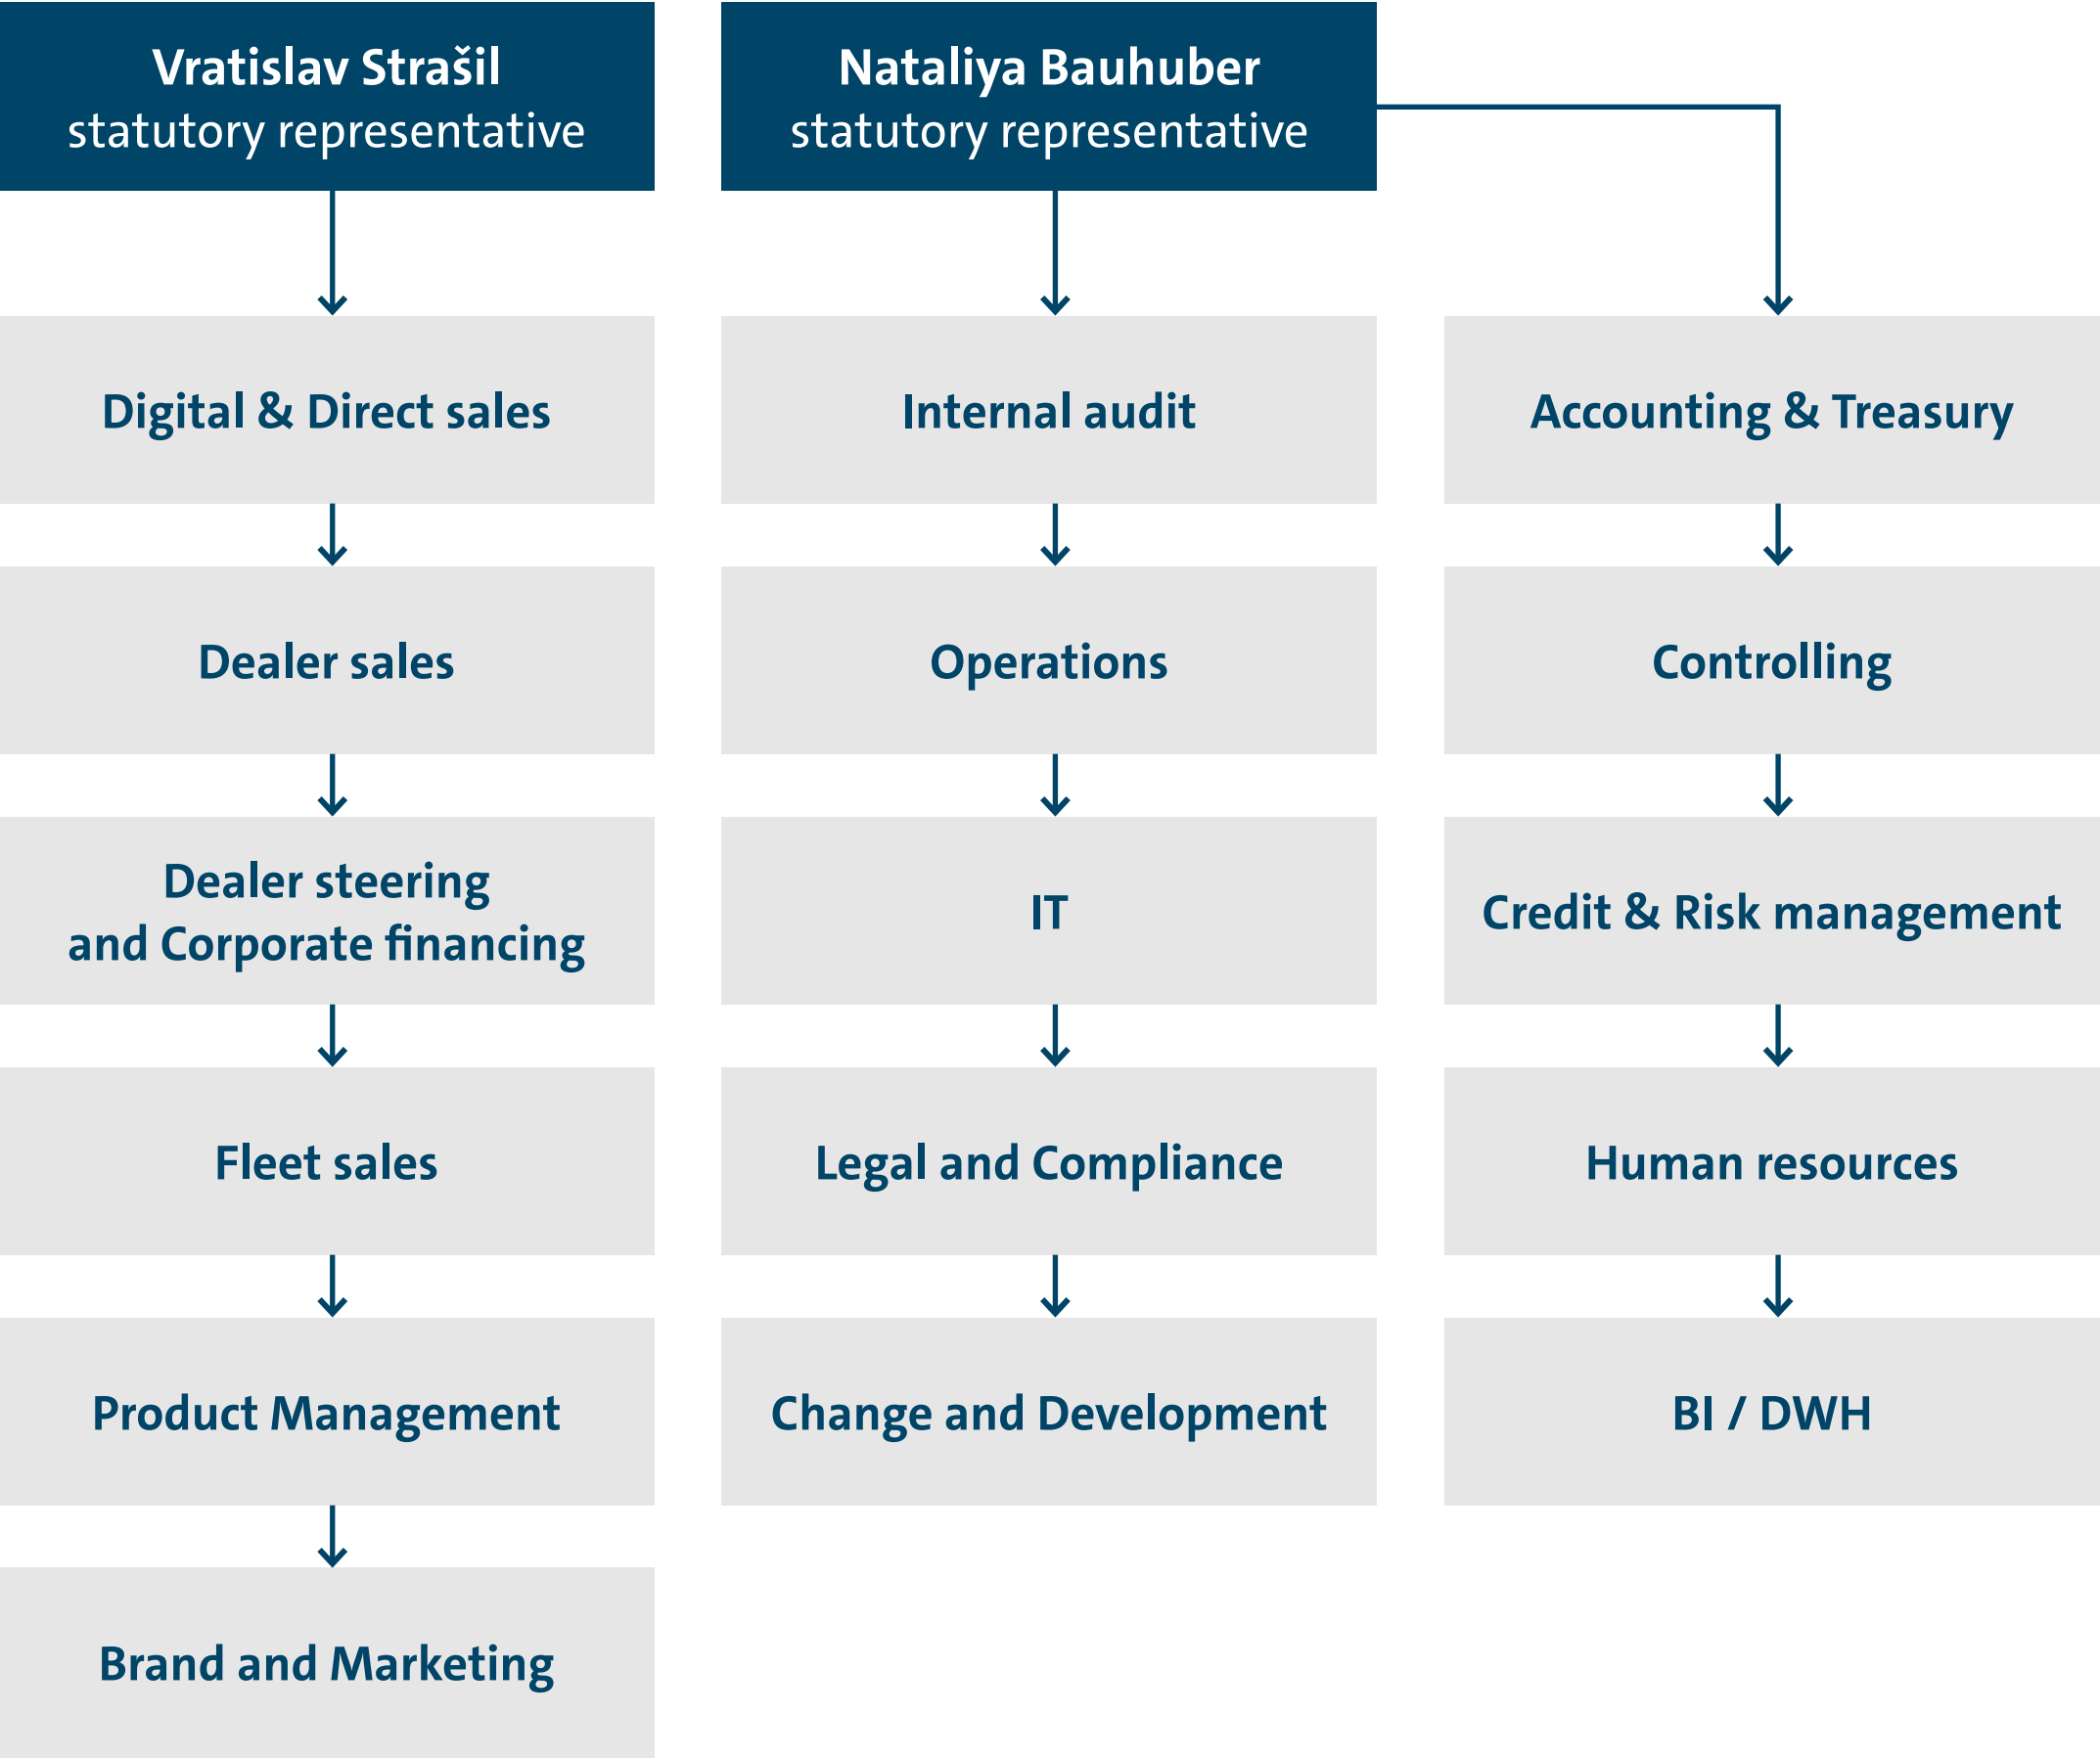 Vratislav Strašil
statutory representative
Digital & Direct sales
Dealer sales
Dealer steering
and Corporate financing
Fleet sales
Product Management
Brand and Marketing
Nataliya Bauhuber
statutory representative
Internal audit
Operations
IT
Legal and Compliance
Change and Development
Accounting & Treasury
Controlling
Credit & Risk management
Human resources
BI / DWH